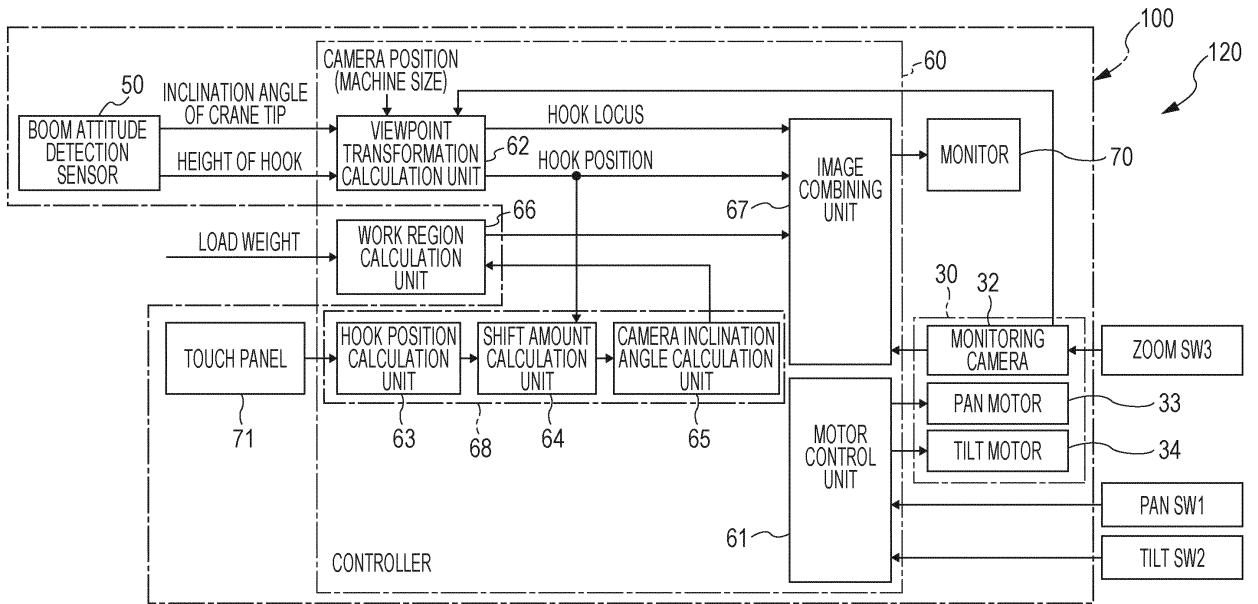 100
120
CAMERA POSITION
(MACHINE SIZE)
60
50
INCLINATION ANGLE
OF CRANE TIP
HOOK LOCUS
BOOM ATTITUDE
DETECTION
SENSOR
VIEWPOINT
TRANSFORMATION
CALCULATION UNIT
62
HEIGHT OF HOOK
HOOK POSITION
IMAGE
COMBINING
UNIT
67
MONITOR
70
66
LOAD WEIGHT
WORK REGION
CALCULATION
UNIT
30
32
TOUCH PANEL
71
HOOK POSITION
CALCULATION
UNIT
63
SHIFT AMOUNT
CALCULATION
UNIT
64
CAMERA INCLINATION
ANGLE CALCULATION
UNIT
65
68
MONITORING
CAMERA
ZOOM SW3
PAN MOTOR
33
TILT MOTOR
34
MOTOR
CONTROL
UNIT
61
PAN SW1
TILT SW2
CONTROLLER